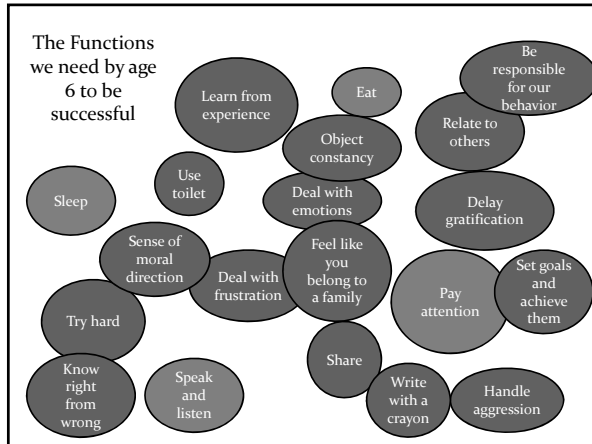 The Functions
we need by age
6 to be
successful
Learn from
experience
Eat
Be
responsible
for our
behavior
Relate to
others
Object
constancy
Use
toilet
Sleep
Deal with
emotions
Delay
gratification
Sense of
moral
direction
Deal with
frustration
Feel like
you
belong to
a family
Pay
attention
Set goals
and
achieve
them
Try hard
Share
Know
right
from
wrong
Speak
and
listen
Write
with a
crayon
Handle
aggression